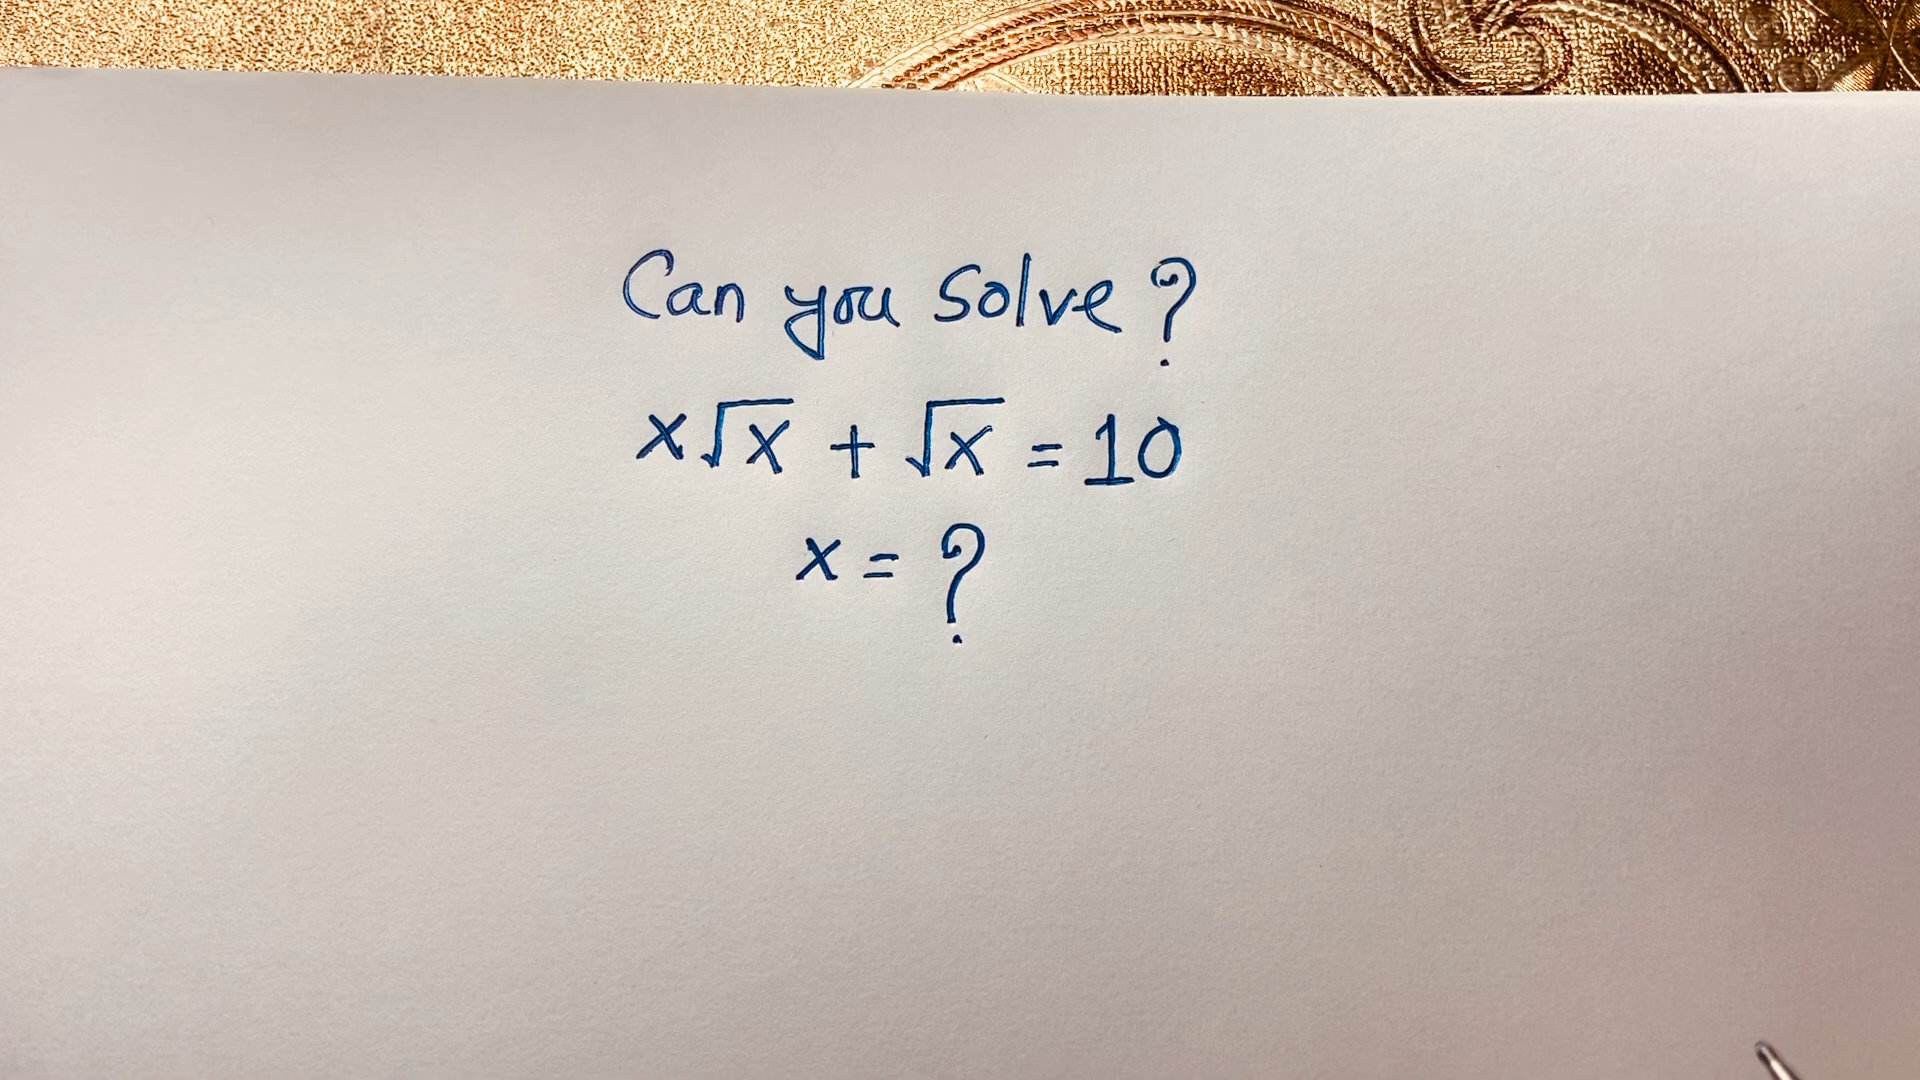 Can you solve?
x√x + √x = 10
x = ?